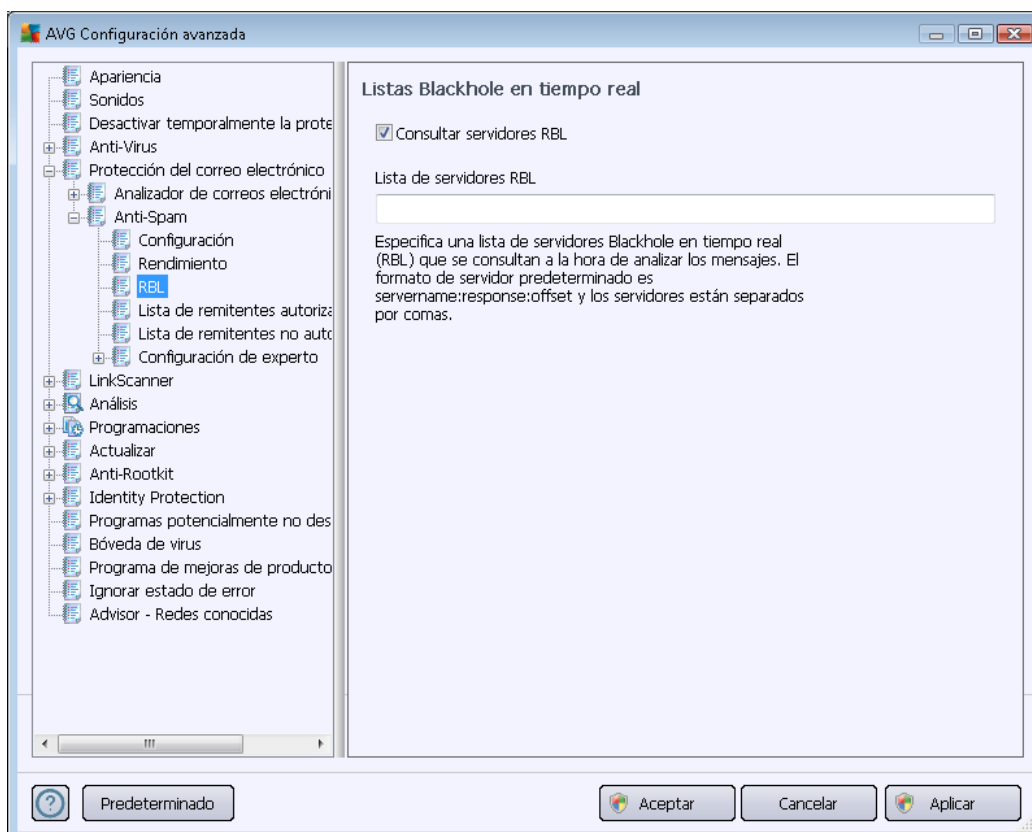 AVG Configuración avanzada
Apariencia
Sonidos
Desactivar temporalmente la prote
Anti-Virus
Protección del correo electrónico
Analizador de correos electróni
Anti-Spam
Configuración
Rendimiento
RBL
Lista de remitentes autoriza
Lista de remitentes no auto
Configuración de experto
LinkScanner
Análisis
Programaciones
Actualizar
Anti-Rootkit
Identity Protection
Programas potencialmente no des
Bóveda de virus
Programa de mejoras de producto
Ignorar estado de error
Advisor - Redes conocidas
Listas Blackhole en tiempo real
Consultar servidores RBL
Lista de servidores RBL
Especifica una lista de servidores Blackhole en tiempo real
(RBL) que se consultan a la hora de analizar los mensajes. El
formato de servidor predeterminado es
servername:response:offset y los servidores están separados
por comas.
Predeterminado
Aceptar
Cancelar
Aplicar